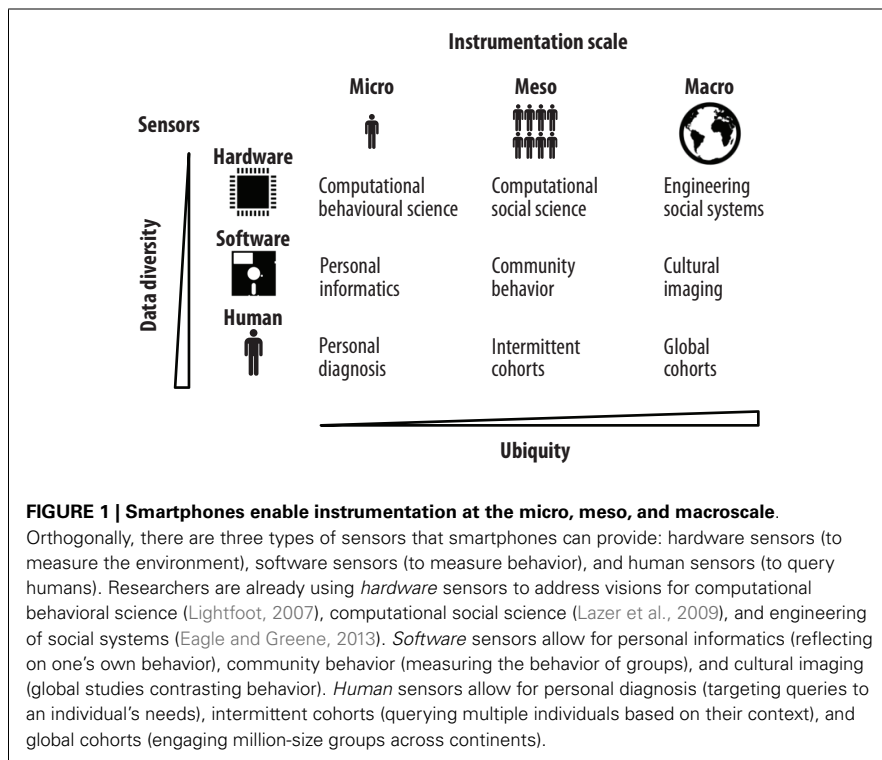 Instrumentation scale
Micro Meso Macro
Sensors
Hardware
Computational Computational Engineering
behavioural science social science social systems
Software
Personal Community Cultural
informatics behavior imaging
Data diversity
Human
Personal Intermittent Global
diagnosis cohorts cohorts
Ubiquity
FIGURE 1 | Smartphones enable instrumentation at the micro, meso, and macroscale.
Orthogonally, there are three types of sensors that smartphones can provide: hardware sensors (to
measure the environment), software sensors (to measure behavior), and human sensors (to query
humans). Researchers are already using hardware sensors to address visions for computational
behavioral science (Lightfoot, 2007), computational social science (Lazer et al., 2009), and engineering
of social systems (Eagle and Greene, 2013). Software sensors allow for personal informatics (reflecting
on one's own behavior), community behavior (measuring the behavior of groups), and cultural imaging
(global studies contrasting behavior). Human sensors allow for personal diagnosis (targeting queries to
an individual's needs), intermittent cohorts (querying multiple individuals based on their context), and
global cohorts (engaging million-size groups across continents).